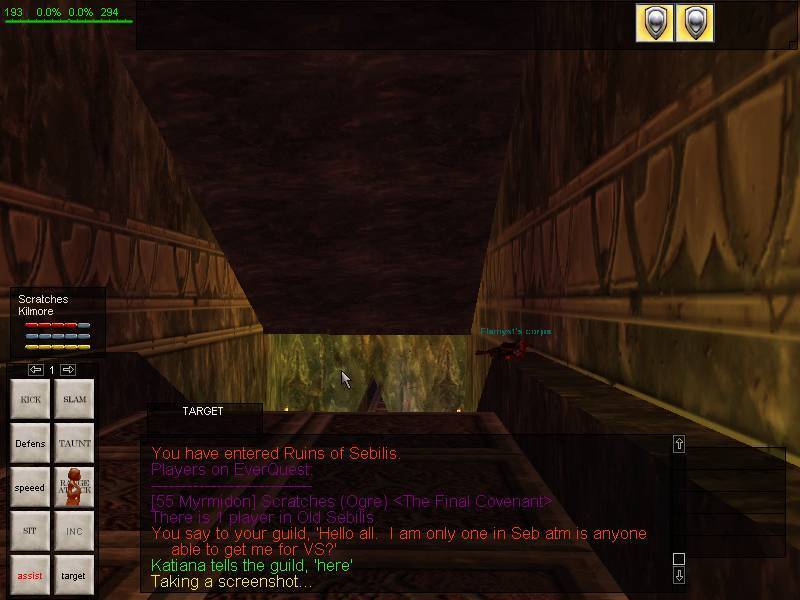 193 0.0% 0.0% 294
Flamyst's corpse
Scratches
Kilmore
1
KICK SLAM
Defens TAUNT
speeed RANGE ATTACK
SIT INC
assist target
TARGET
You have entered Ruins of Sebilis.
Players on EverQuest:
[55 Myrmidon] Scratches (Ogre) <The Final Covenant>
There is 1 player in Old Sebilis.
You say to your guild, 'Hello all.  I am only one in Seb atm is anyone
able to get me for VS?'
Katiana tells the guild, 'here'
Taking a screenshot...